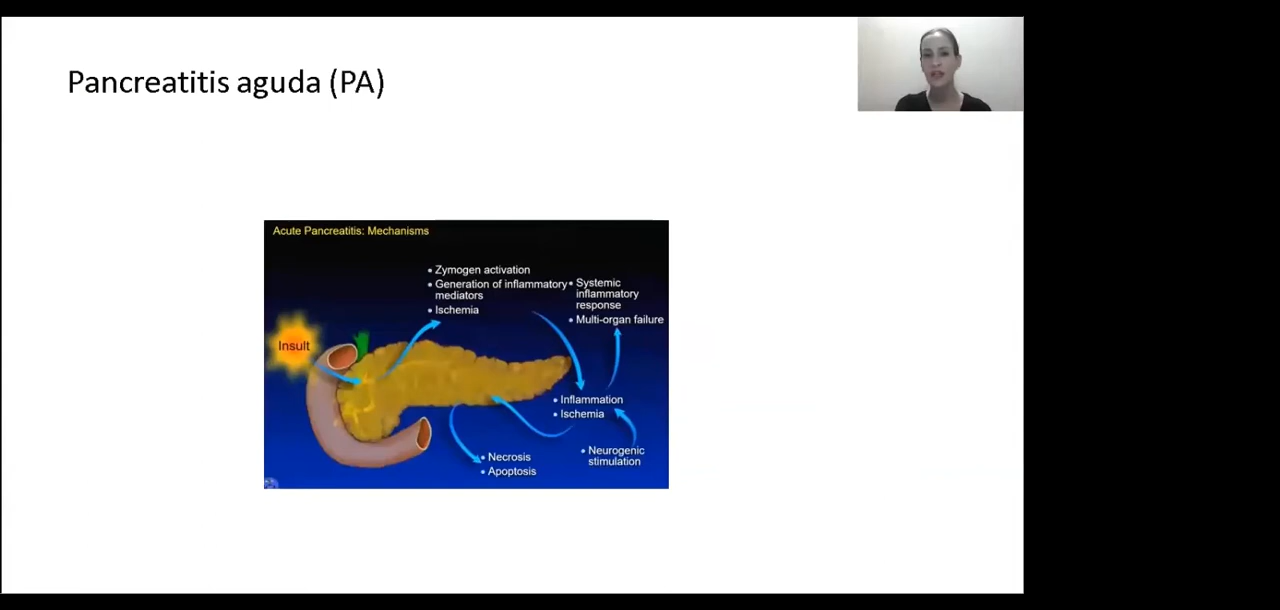 Pancreatitis aguda (PA)
Acute Pancreatitis: Mechanisms
• Zymogen activation
• Generation of inflammatory
mediators
• Ischemia
• Systemic
inflammatory
response
• Multi-organ failure
Insult
• Inflammation
• Ischemia
• Neurogenic
stimulation
• Necrosis
• Apoptosis